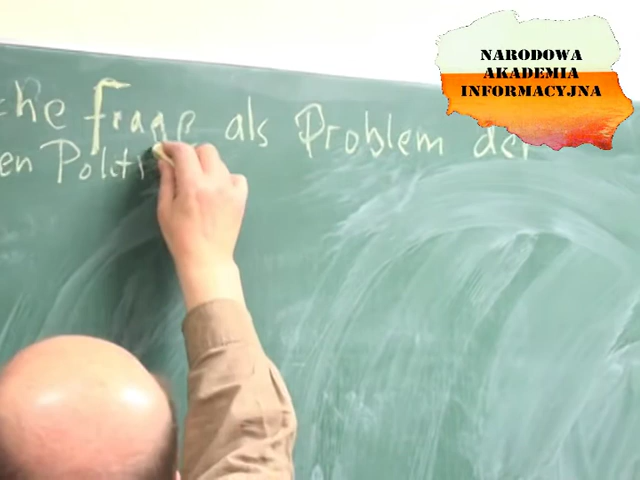 che Frage als Problem der
en Politi
NARODOWA
AKADEMIA
INFORMACYJNA